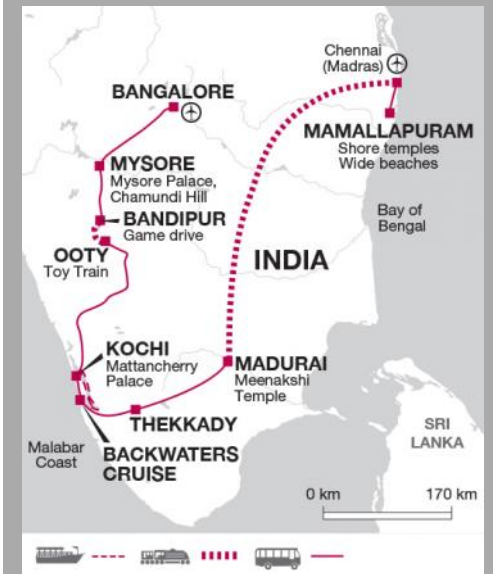 Chennai
(Madras)
BANGALORE
MAMALLAPURAM
Shore temples
Wide beaches
MYSORE
Mysore Palace,
Chamundi Hill
BANDIPUR
Game drive
Bay of
Bengal
OOTY
Toy Train
INDIA
KOCHI
Mattancherry
Palace
MADURAI
Meenakshi
Temple
THEKKADY
SRI
LANKA
Malabar
Coast
BACKWATERS
CRUISE
0 km
170 km